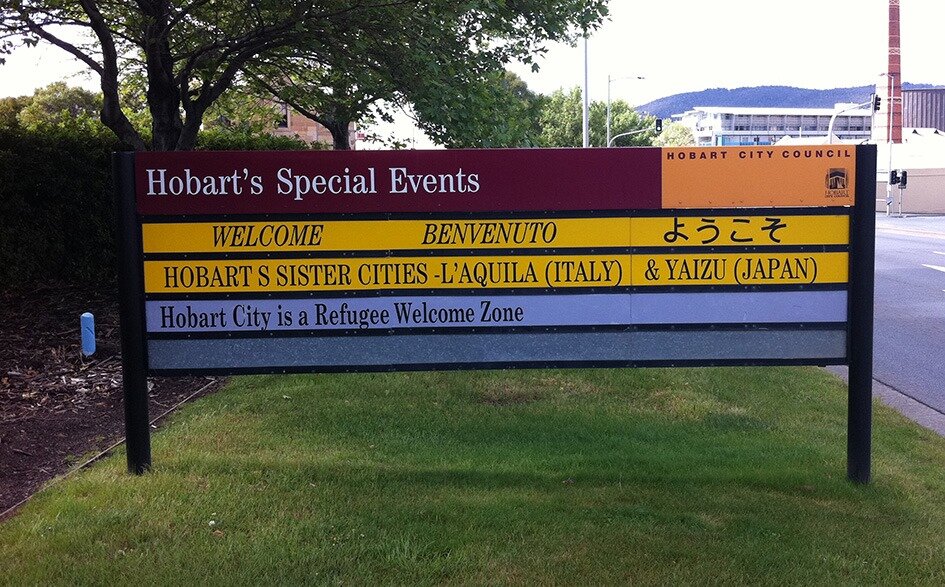 Hobart's Special Events
HOBART CITY COUNCIL
HOBART
WELCOME BENVENUTO ようこそ
HOBART S SISTER CITIES -L'AQUILA (ITALY) & YAIZU (JAPAN)
Hobart City is a Refugee Welcome Zone